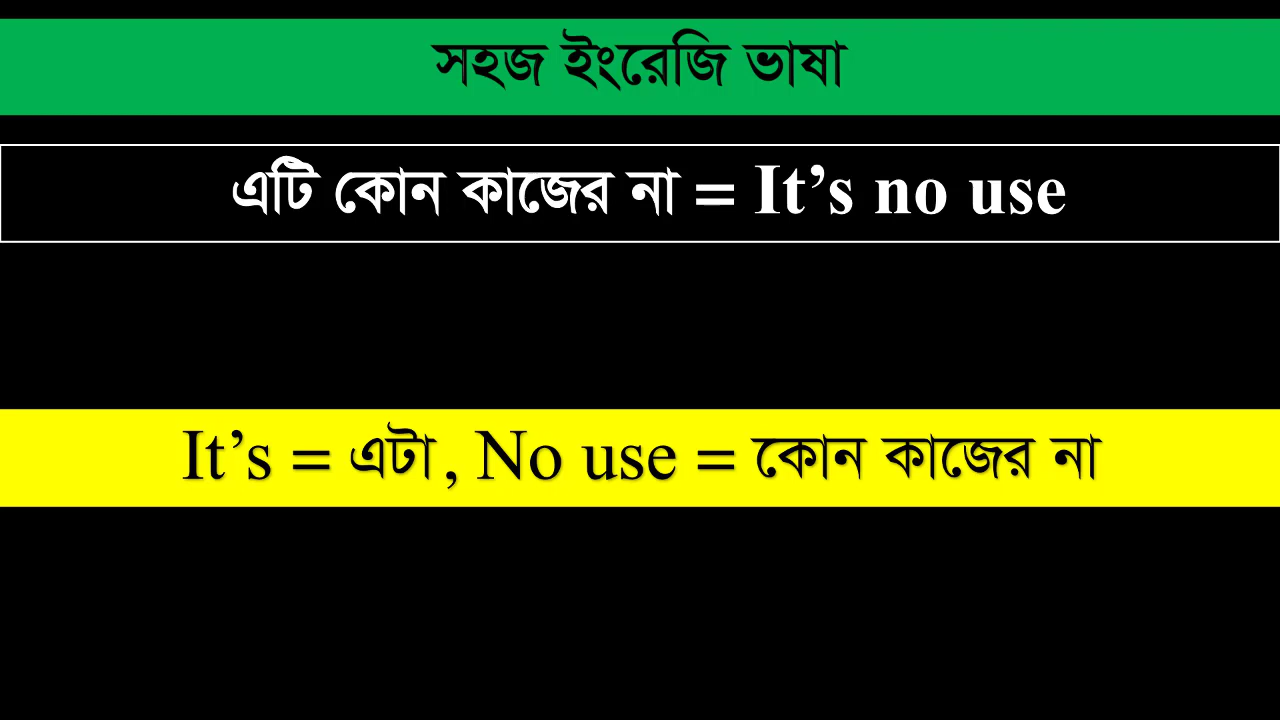 সহজ ইংরেজি ভাষা
এটি কোন কাজের না = It’s no use
It’s = এটা, No use = কোন কাজের না